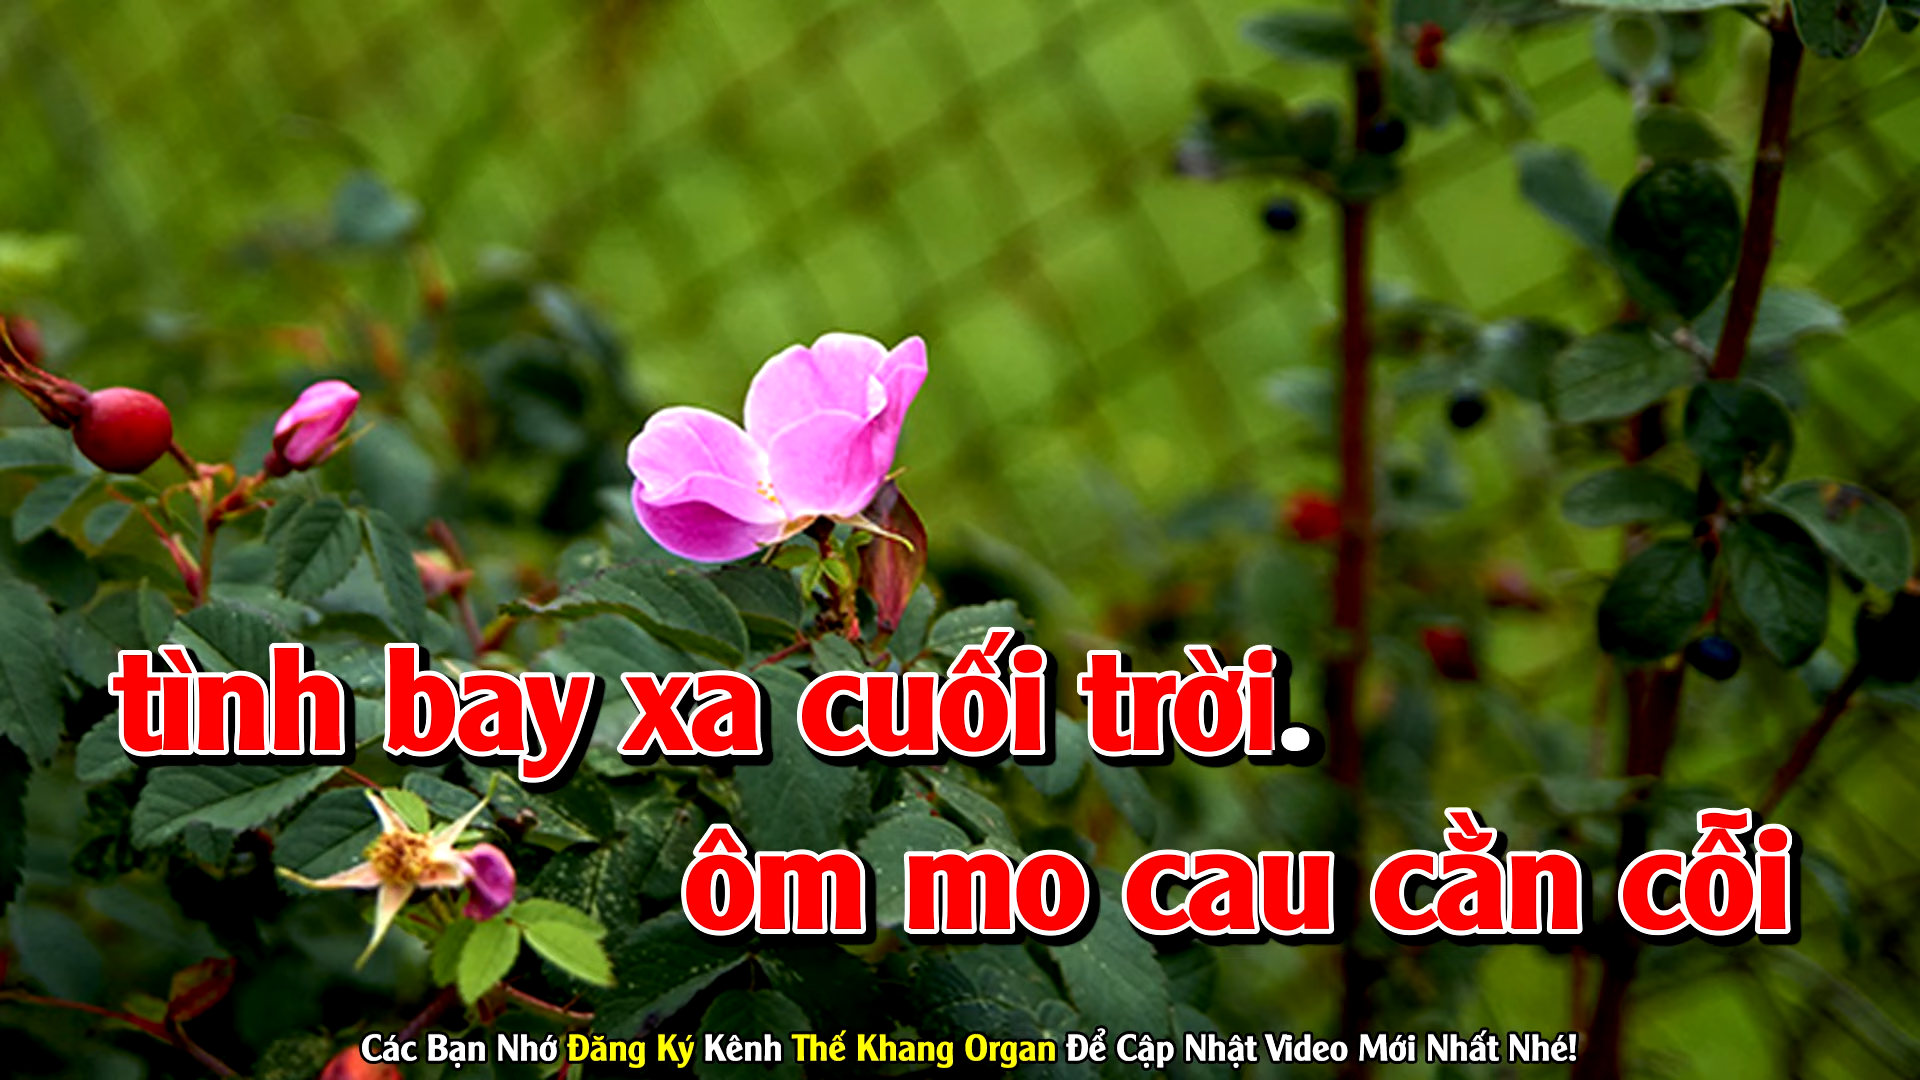 tình bay xa cuối trời.
ôm mo cau cằn cỗi
Các Bạn Nhớ Đăng Ký Kênh Thế Khang Organ Để Cập Nhật Video Mới Nhất Nhé!